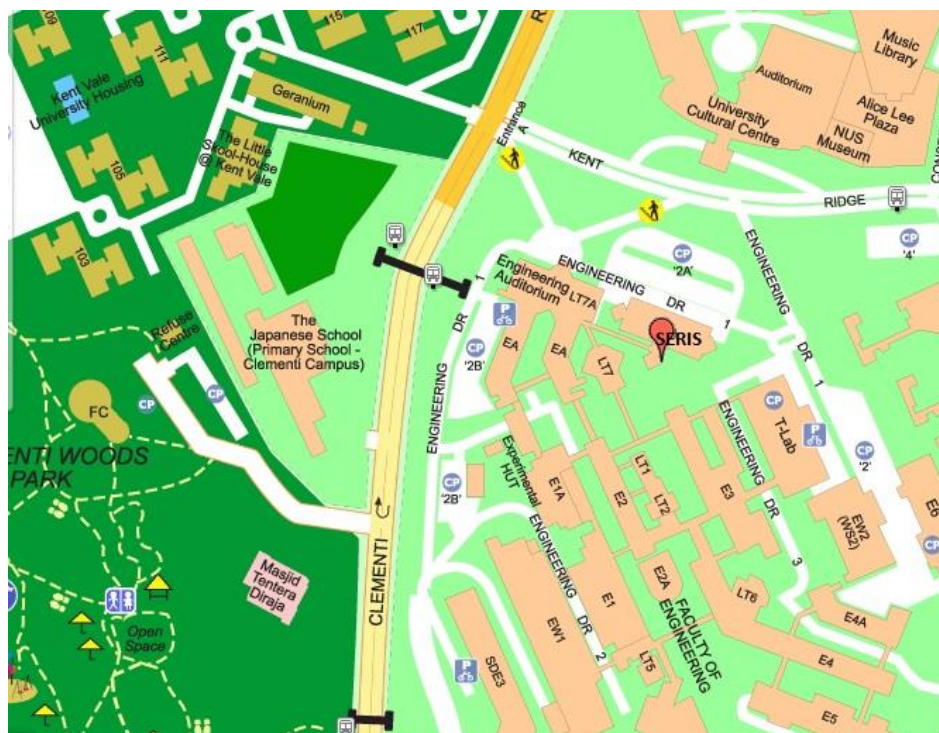 109
111
115
117
R
Kent Vale
University Housing
Geranium
The Little
Skool-House
@ Kent Vale
105
103
Entrance
A
KENT
RIDGE
Music
Library
Auditorium
University
Cultural Centre
Alice Lee
Plaza
NUS
Museum
CP
'4'
CP
'2A'
ENGINEERING
DR
1
Engineering
Auditorium
LT7A
ENGINEERING DR
1
SERIS
ENGINEERING
DR
1
P
CP
'2B'
EA
EA
LT7
Refuse
Centre
The
Japanese School
(Primary School -
Clementi Campus)
CP
CP
FC
ENTI WOODS
PARK
CP
'2B'
Experimental
HUT
E1A
E2
LT1
LT2
ENGINEERING
DR
3
E3
CP
T-Lab
P
CP
'2'
EW2
(WS2)
E6
CP
CLEMENTI
Masjid
Tentera
Diraja
Open
Space
ENGINEERING
DR
2
E1
E2A
FACULTY OF
ENGINEERING
LT6
E4A
E4
E5
LT5
EW1
SDE3
P